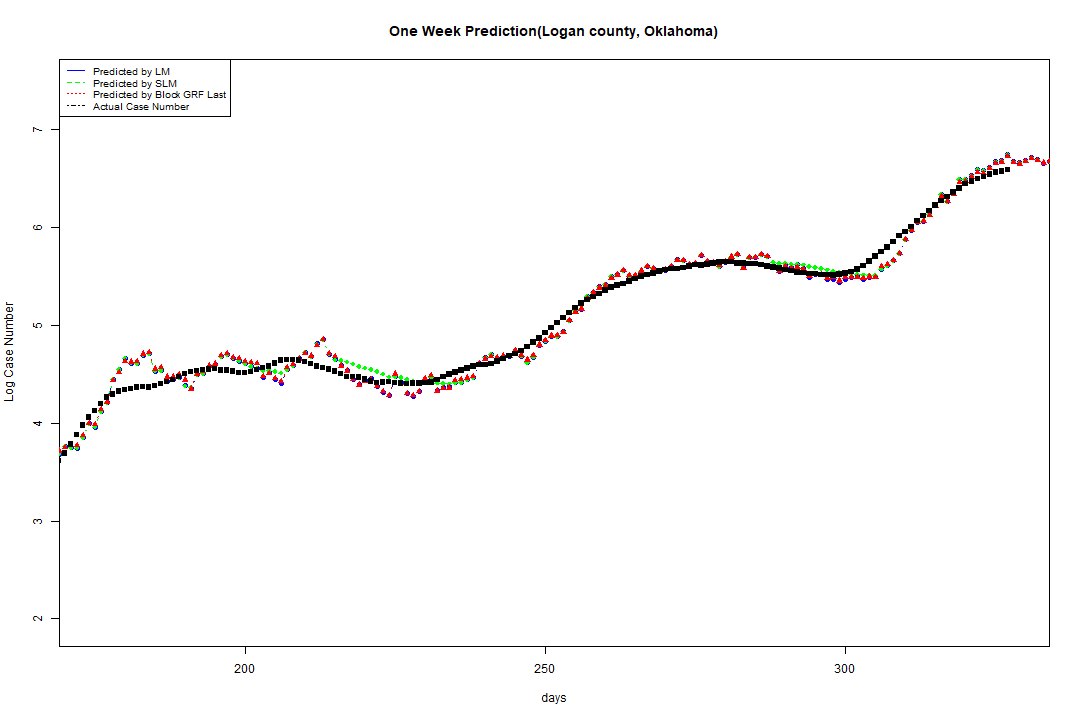 One Week Prediction(Logan county, Oklahoma)
Predicted by LM
Predicted by SLM
Predicted by Block GRF Last
Actual Case Number
7
6
5
4
3
2
Log Case Number
200
250
300
days